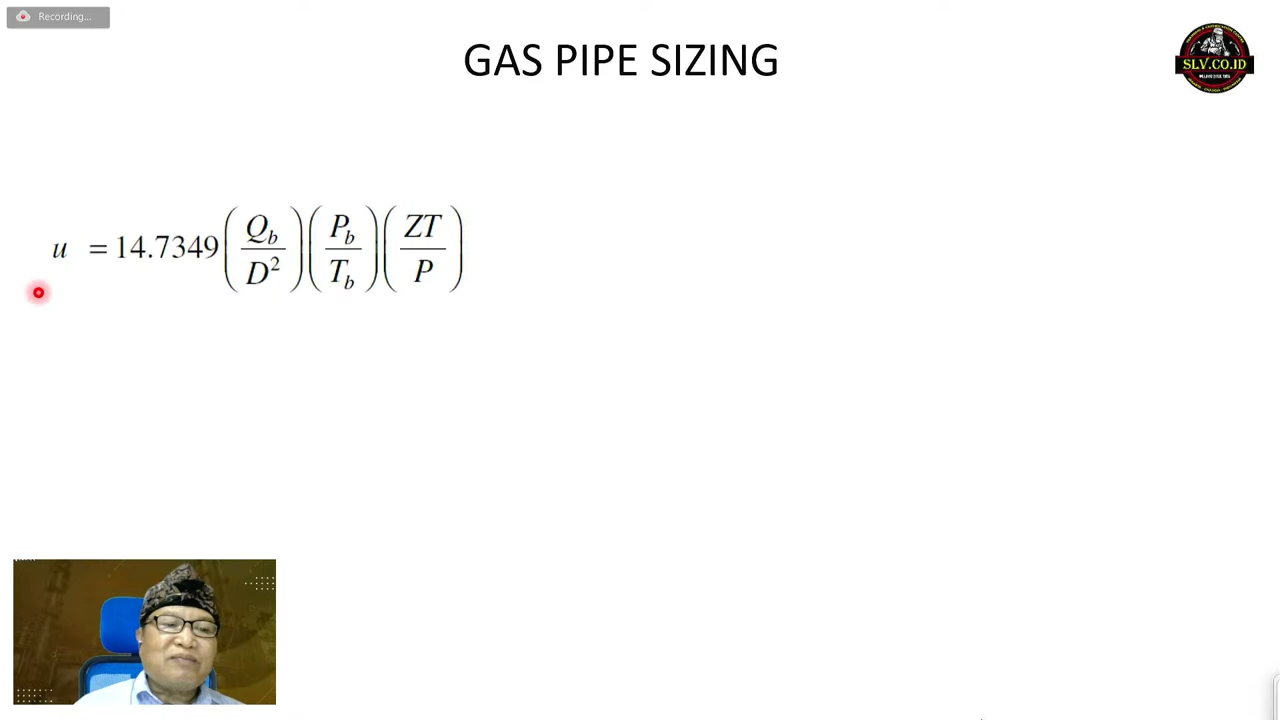 Recording...
GAS PIPE SIZING
SLV.CO.ID
u = 14.7349 (Q_b / D^2) (P_b / T_b) (ZT / P)